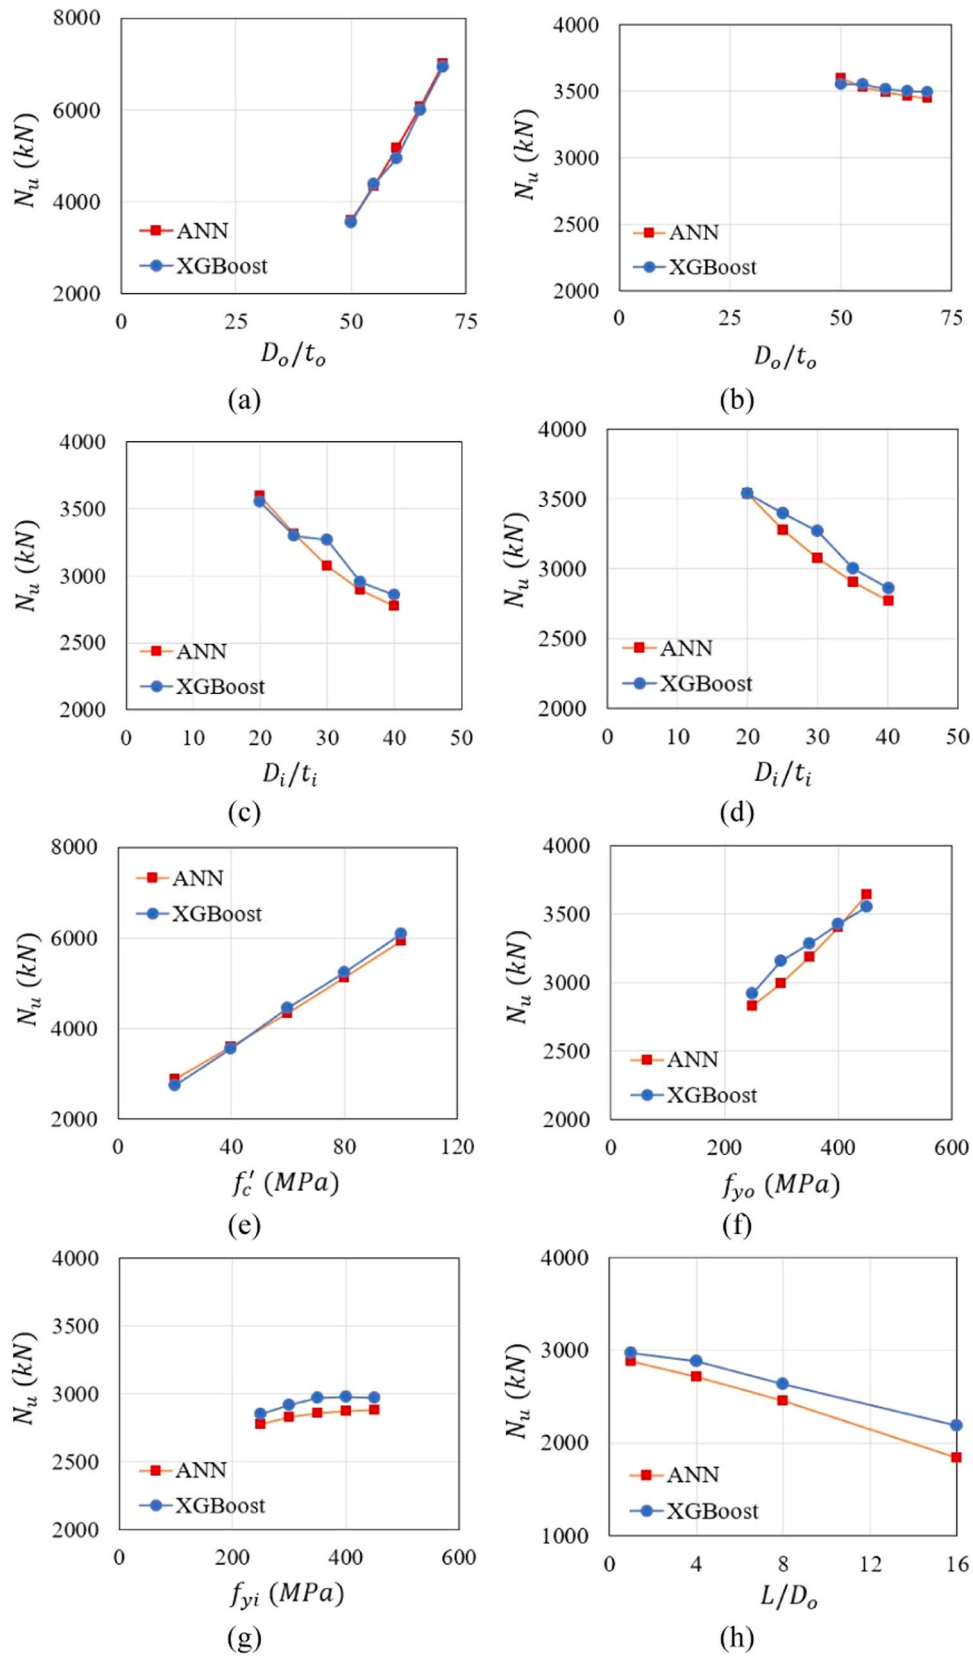 8000
6000
4000
2000
N_u (kN)
ANN
XGBoost
0 25 50 75
D_o/t_o
(a)
4000
3500
3000
2500
2000
N_u (kN)
ANN
XGBoost
0 25 50 75
D_o/t_o
(b)
4000
3500
3000
2500
2000
N_u (kN)
ANN
XGBoost
0 10 20 30 40 50
D_i/t_i
(c)
4000
3500
3000
2500
2000
N_u (kN)
ANN
XGBoost
0 10 20 30 40 50
D_i/t_i
(d)
8000
6000
4000
2000
N_u (kN)
ANN
XGBoost
0 40 80 120
f_c' (MPa)
(e)
4000
3500
3000
2500
2000
N_u (kN)
ANN
XGBoost
0 200 400 600
f_yo (MPa)
(f)
4000
3500
3000
2500
2000
N_u (kN)
ANN
XGBoost
0 200 400 600
f_yi (MPa)
(g)
4000
3000
2000
1000
N_u (kN)
ANN
XGBoost
0 4 8 12 16
L/D_o
(h)